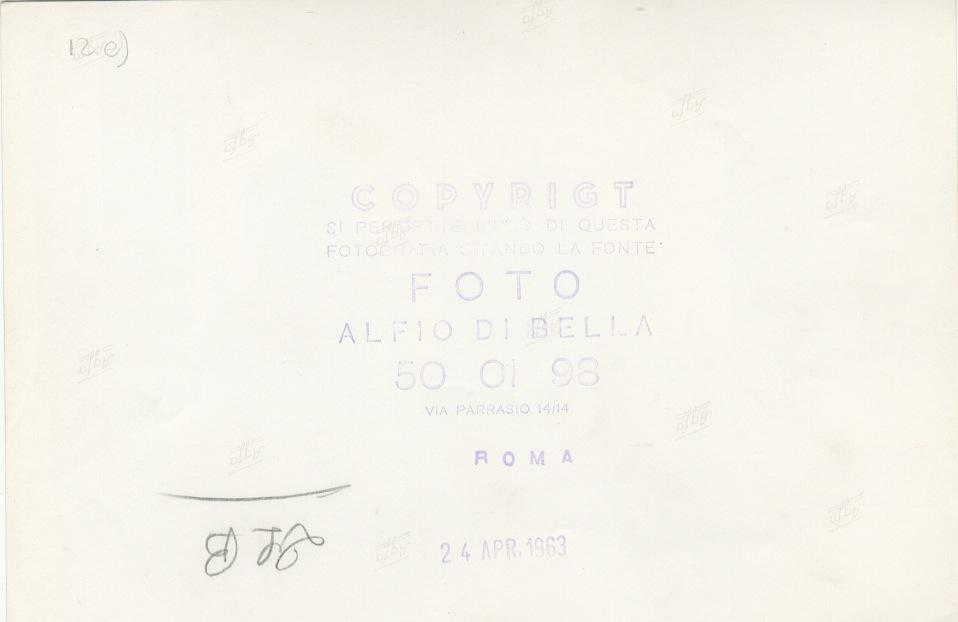 12 e)
COPYRIGT
SI PERMETTE L'USO DI QUESTA
FOTOGRAFIA CITANDO LA FONTE
FOTO
ALFIO DI BELLA
50 01 98
VIA PARRASIO 14/14
ROMA
24 APR. 1963